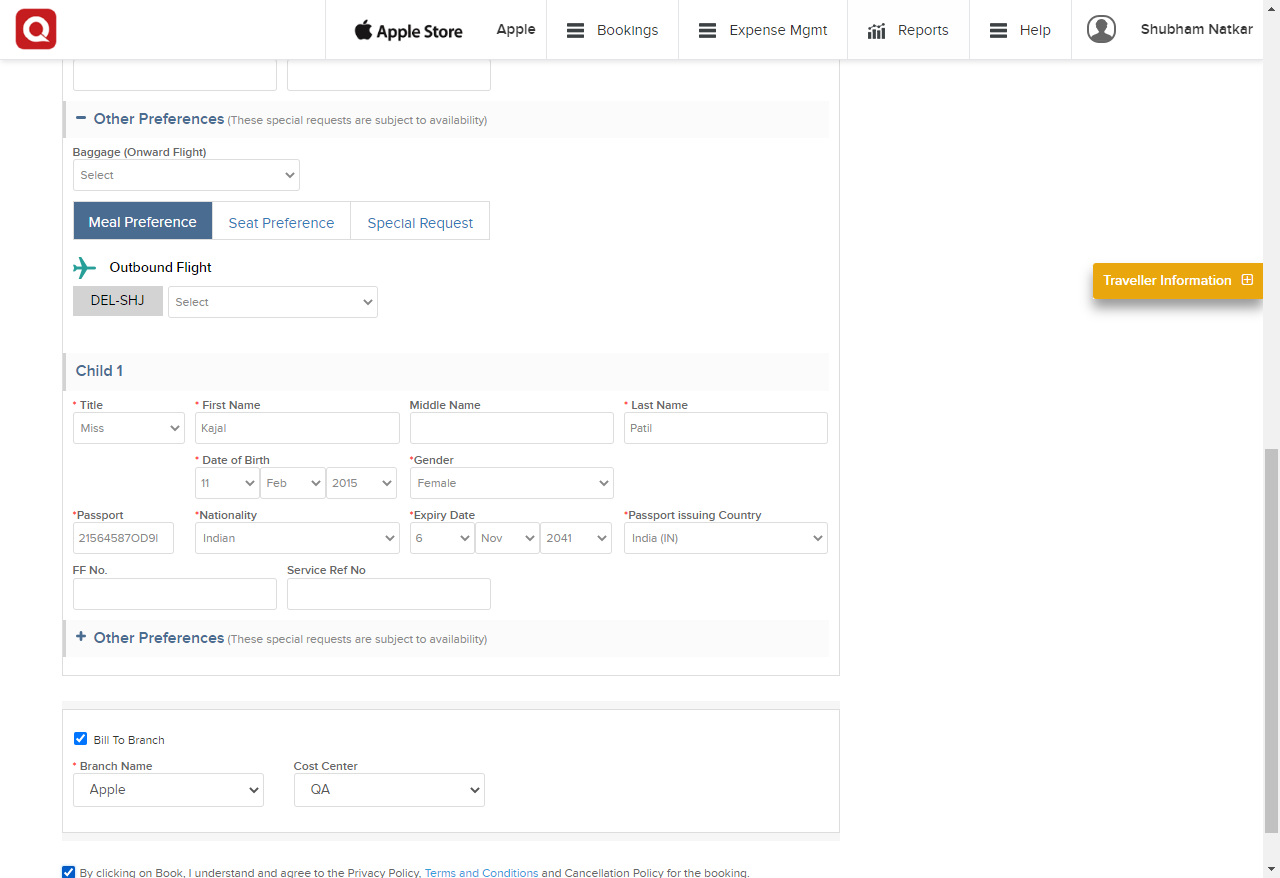 Apple Store Apple Bookings Expense Mgmt Reports Help Shubham Natkar
Other Preferences (These special requests are subject to availability)
Baggage (Onward Flight)
Select
Meal Preference Seat Preference Special Request
Outbound Flight
DEL-SHJ Select
Traveller Information
Child 1
* Title * First Name Middle Name * Last Name
Miss Kajal Patil
* Date of Birth *Gender
11 Feb 2015 Female
*Passport *Nationality *Expiry Date *Passport issuing Country
21564587OD9I Indian 6 Nov 2041 India (IN)
FF No. Service Ref No
Other Preferences (These special requests are subject to availability)
Bill To Branch
* Branch Name Cost Center
Apple QA
By clicking on Book, I understand and agree to the Privacy Policy, Terms and Conditions and Cancellation Policy for the booking.